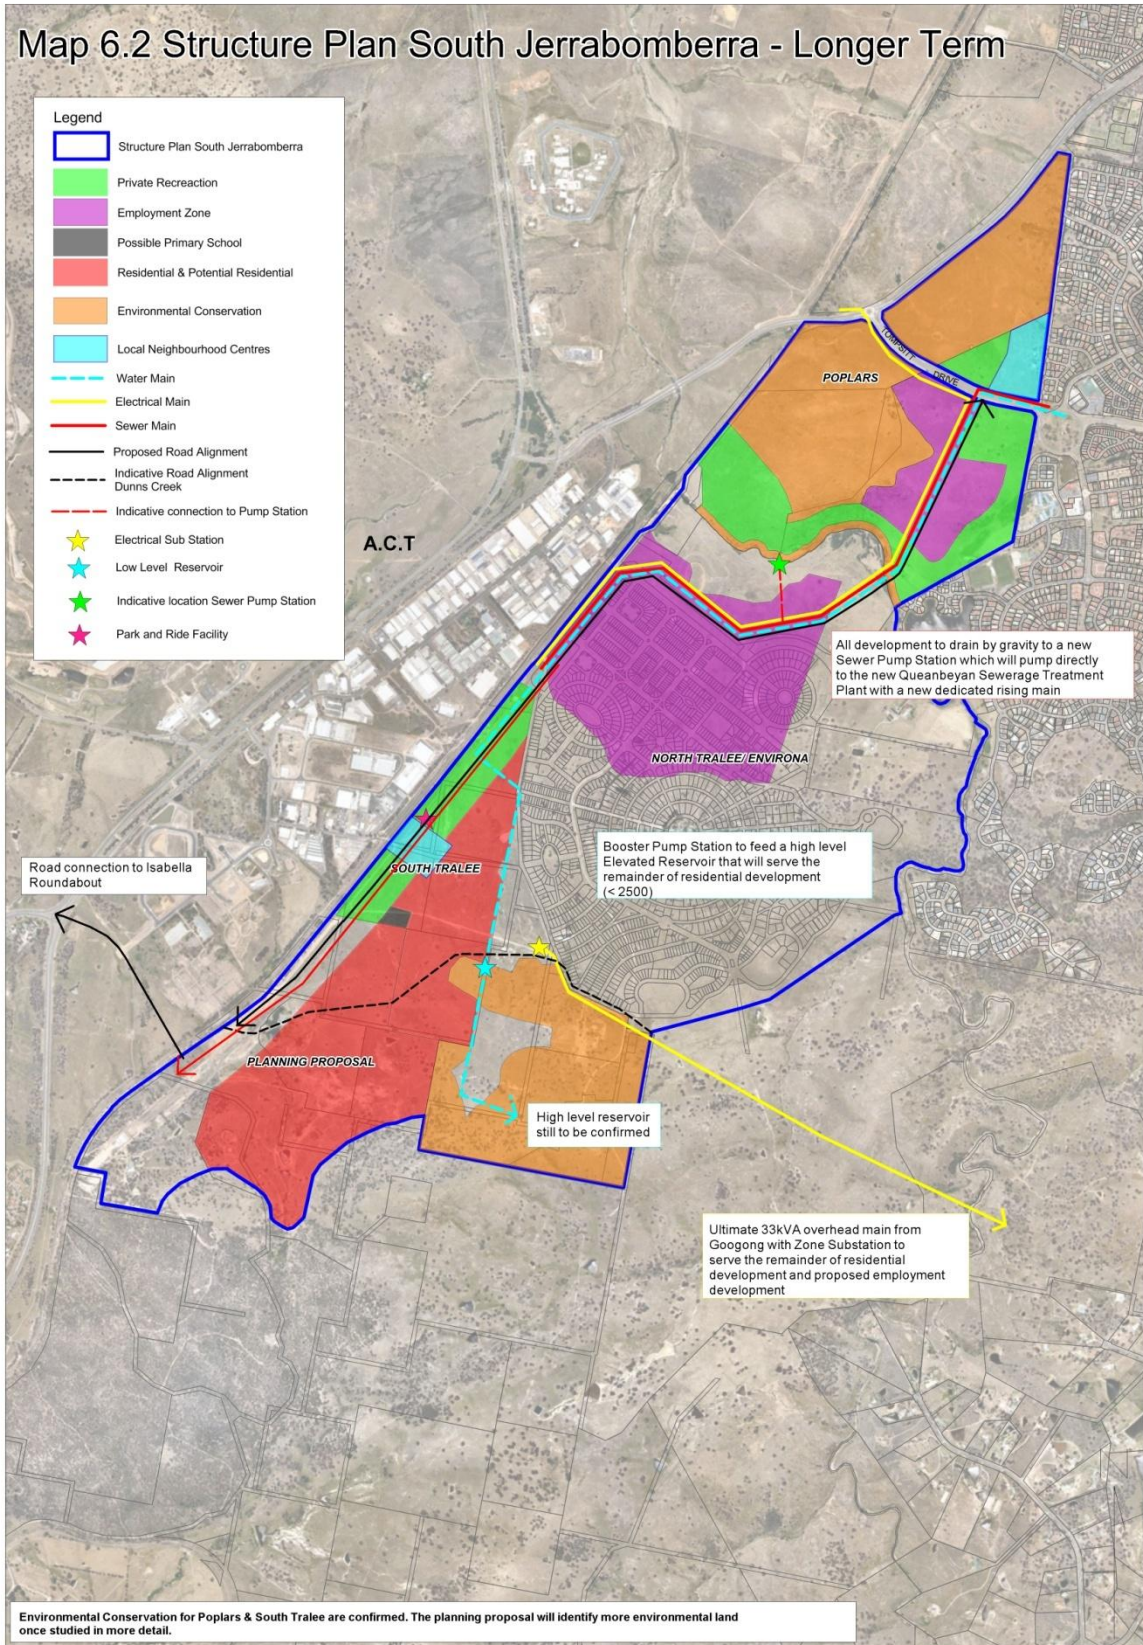 Map 6.2 Structure Plan South Jerrabomberra - Longer Term
Legend
Structure Plan South Jerrabomberra
Private Recreaction
Employment Zone
Possible Primary School
Residential & Potential Residential
Environmental Conservation
Local Neighbourhood Centres
Water Main
Electrical Main
Sewer Main
Proposed Road Alignment
Indicative Road Alignment
Dunns Creek
Indicative connection to Pump Station
Electrical Sub Station
Low Level Reservoir
Indicative location Sewer Pump Station
Park and Ride Facility
TOMPSITT
DRIVE
POPLARS
A.C.T
All development to drain by gravity to a new
Sewer Pump Station which will pump directly
to the new Queanbeyan Sewerage Treatment
Plant with a new dedicated rising main
NORTH TRALEE/ ENVIRONA
Booster Pump Station to feed a high level
Elevated Reservoir that will serve the
remainder of residential development
(< 2500)
Road connection to Isabella
Roundabout
SOUTH TRALEE
PLANNING PROPOSAL
High level reservoir
still to be confirmed
Ultimate 33kVA overhead main from
Googong with Zone Substation to
serve the remainder of residential
development and proposed employment
development
Environmental Conservation for Poplars & South Tralee are confirmed. The planning proposal will identify more environmental land
once studied in more detail.